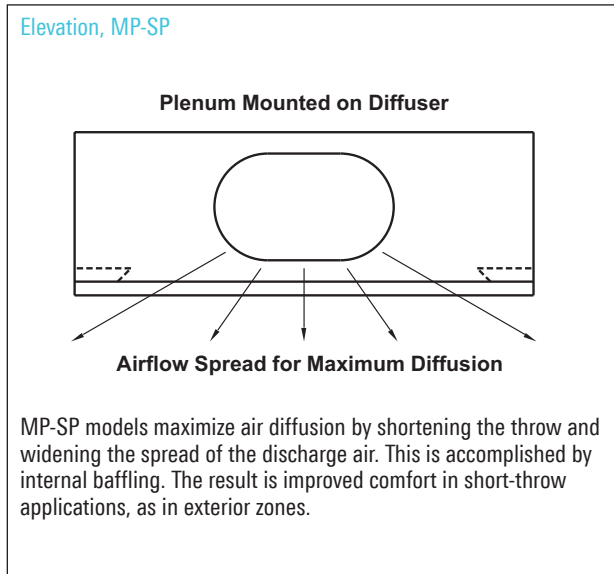 Elevation, MP-SP
Plenum Mounted on Diffuser
Airflow Spread for Maximum Diffusion
MP-SP models maximize air diffusion by shortening the throw and
widening the spread of the discharge air. This is accomplished by
internal baffling. The result is improved comfort in short-throw
applications, as in exterior zones.